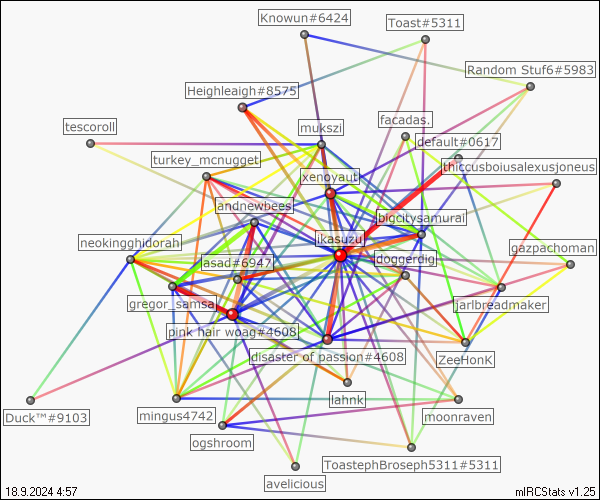 Knowun#6424
Toast#5311
Random Stuf6#5983
Heighleaigh#8575
facadas.
tescoroll
mukszi
default#0617
turkey_mcnugget
thiccusboiusalexusjoneus
xenoyaut
andnewbees
bigcitysamurai
ikasuzu
neokingghidorah
gazpachoman
asad#6947
doggerdig
gregor_samsa
jarlbreadmaker
pink hair woag#4608
disaster of passion#4608
ZeeHonK
lahnk
Duck™#9103
mingus4742
moonraven
ogshroom
ToastephBroseph5311#5311
avelicious
18.9.2024 4:57
mIRCStats v1.25